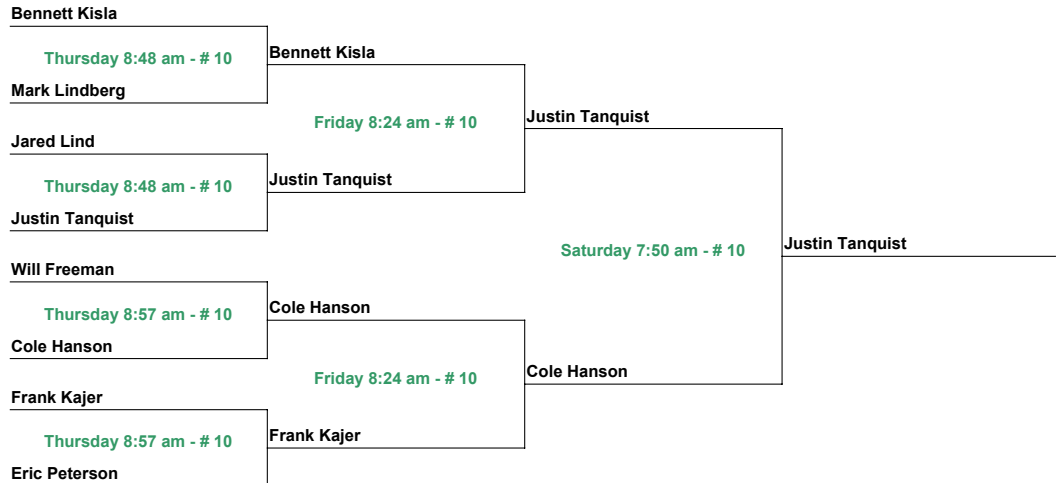 Bennett Kisla
Thursday 8:48 am - # 10
Bennett Kisla
Mark Lindberg
Friday 8:24 am - # 10
Justin Tanquist
Jared Lind
Thursday 8:48 am - # 10
Justin Tanquist
Justin Tanquist
Saturday 7:50 am - # 10
Justin Tanquist
Will Freeman
Thursday 8:57 am - # 10
Cole Hanson
Cole Hanson
Friday 8:24 am - # 10
Cole Hanson
Frank Kajer
Thursday 8:57 am - # 10
Frank Kajer
Eric Peterson